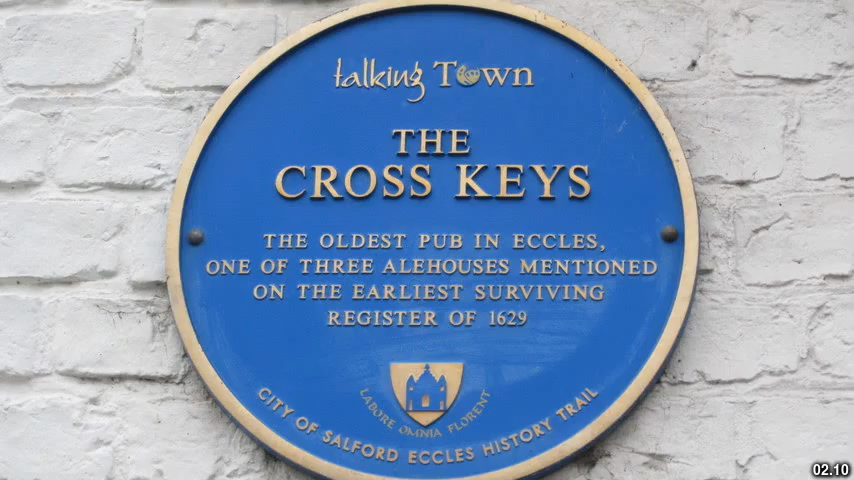 talking Town
THE
CROSS KEYS
THE OLDEST PUB IN ECCLES,
ONE OF THREE ALEHOUSES MENTIONED
ON THE EARLIEST SURVIVING
REGISTER OF 1629
LABORE OMNIA FLORENT
CITY OF SALFORD ECCLES HISTORY TRAIL
02.10